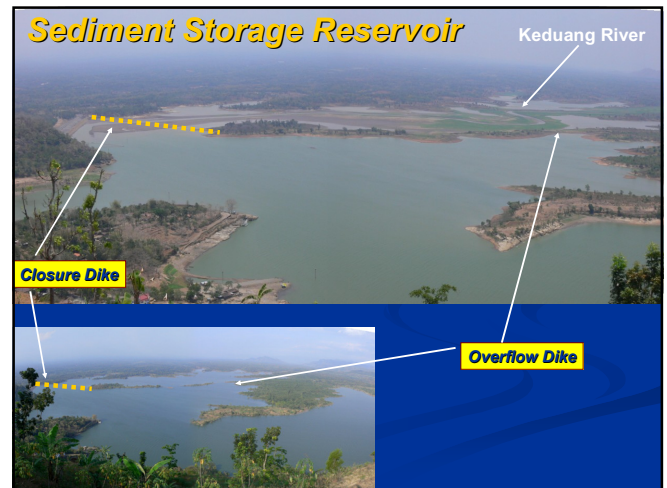 Sediment Storage Reservoir
Keduang River
Closure Dike
Overflow Dike